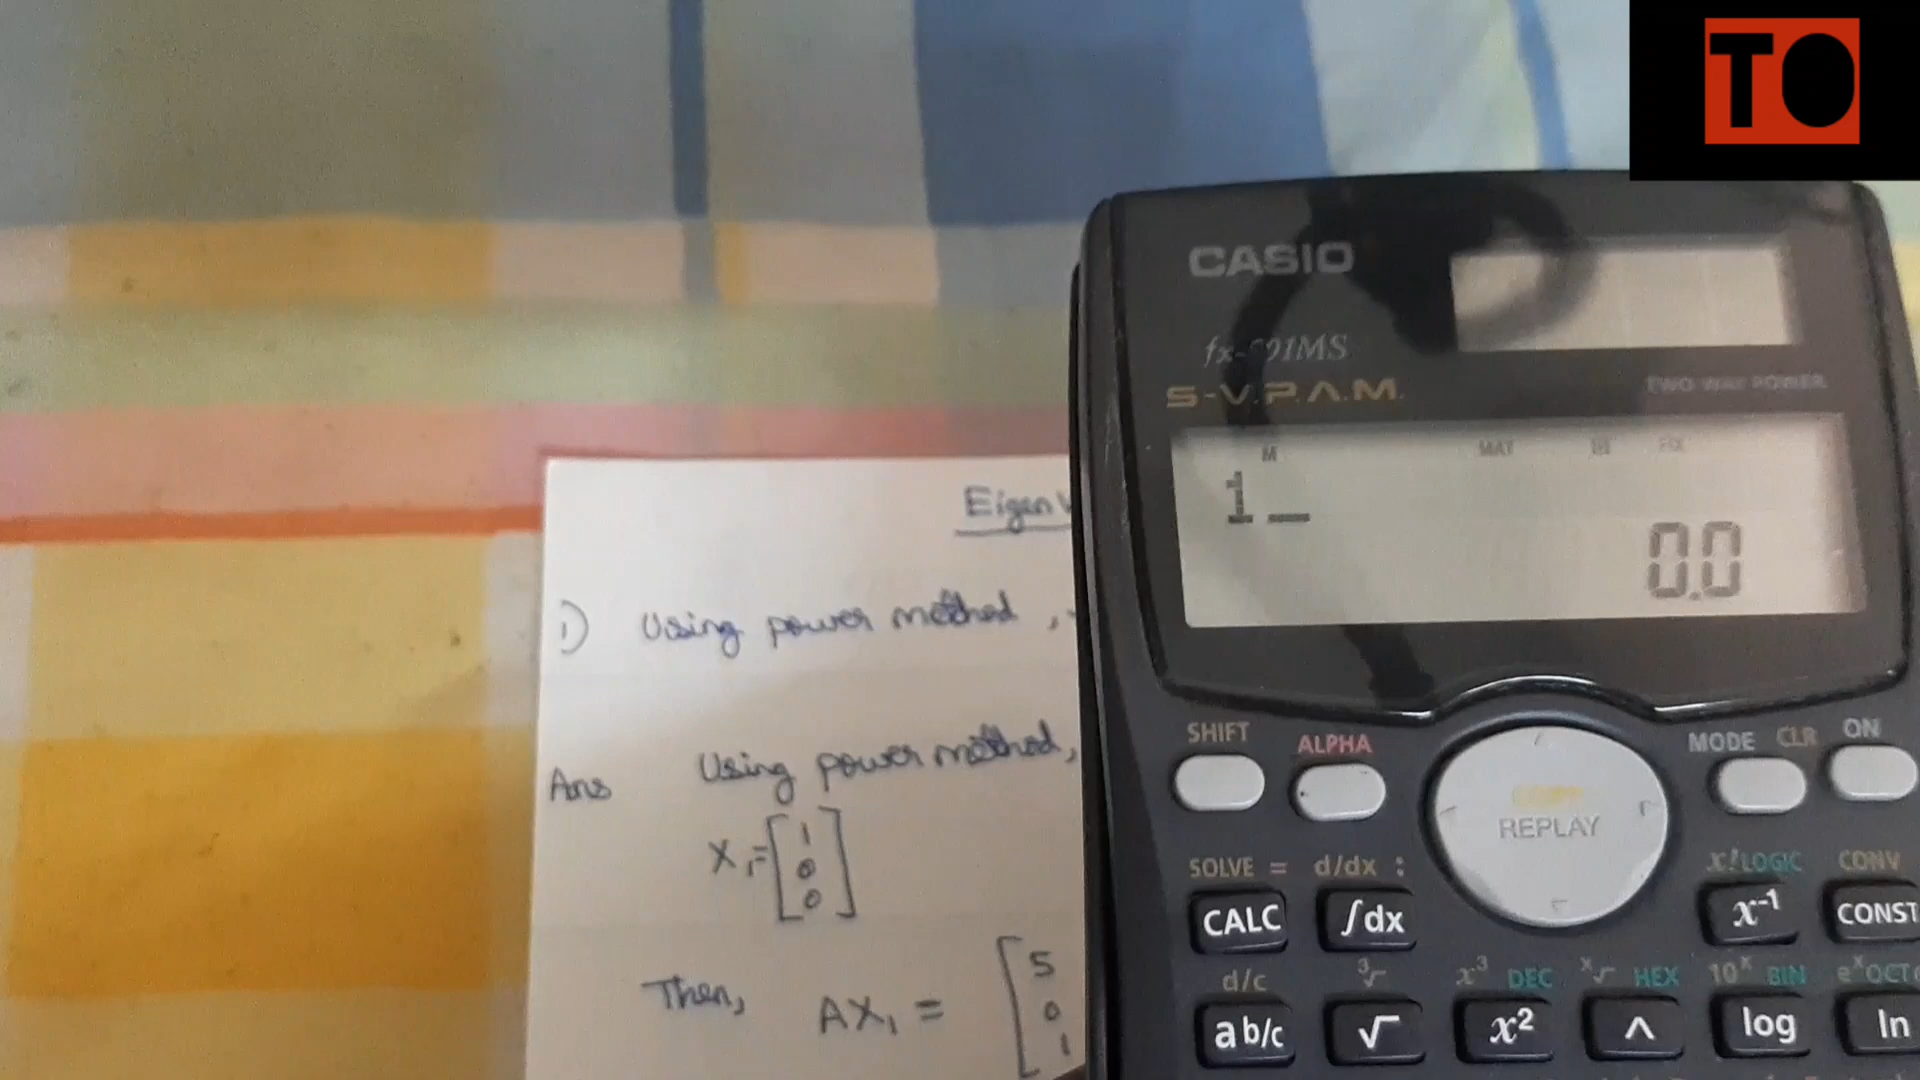 TO
CASIO
S-V.P.A.M.
TWO WAY POWER
M MAT FIX
1_
0.0
SHIFT ALPHA MODE CLR ON
REPLAY
SOLVE = d/dx : x! LOGIC CONV
CALC ∫dx x⁻¹ CONST
d/c ³√ x³ DEC ˣ√ HEX 10ˣ BIN eˣ OCT
ab/c √ x² ^ log ln
Eigen
1) Using power method,
Ans Using power method,
X₁ = [1
0
0]
Then, AX₁ = [5
0
1